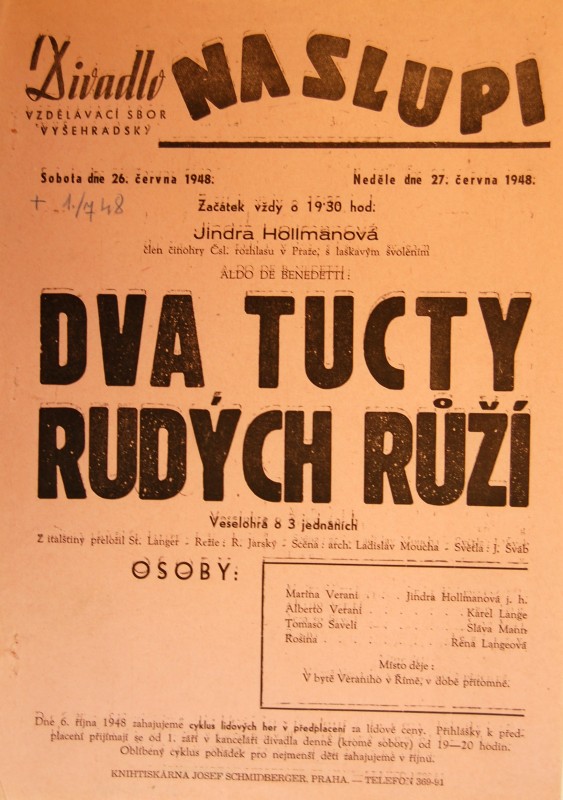 Divadlo NA SLUPI
VZDĚLÁVACÍ SBOR
VYŠEHRADSKÝ
Sobota dne 26. června 1948. Neděle dne 27. června 1948.
+ 1./7 48
Začátek vždy o 19·30 hod.
Jindra Hollmanová
člen činohry Čsl. rozhlasu v Praze, s laskavým svolením
ALDO DE BENEDETTI:
DVA TUCTY
RUDÝCH RŮŽÍ
Veselohra o 3 jednáních
Z italštiny přeložil St. Langer - Režie: R. Jarský - Scéna: arch. Ladislav Moucha - Světla: J. Šváb
OSOBY:
Marina Verani . . . . Jindra Hollmanová j. h.
Alberto Verani . . . . . . . . . Karel Lange
Tomaso Saveli . . . . . . . . . Sláva Mann
Rosina . . . . . . . . . . . Réna Langeová
Místo děje:
V bytě Veraniho v Římě, v době přítomné.
Dne 6. října 1948 zahajujeme cyklus lidových her v předplacení za lidové ceny. Přihlášky k před-
placení přijímají se od 1. září v kanceláři divadla denně (kromě soboty) od 19—20 hodin.
Oblíbený cyklus pohádek pro nejmenší děti zahajujeme v říjnu.
KNIHTISKÁRNA JOSEF SCHMIDBERGER, PRAHA. — TELEFON 369-81